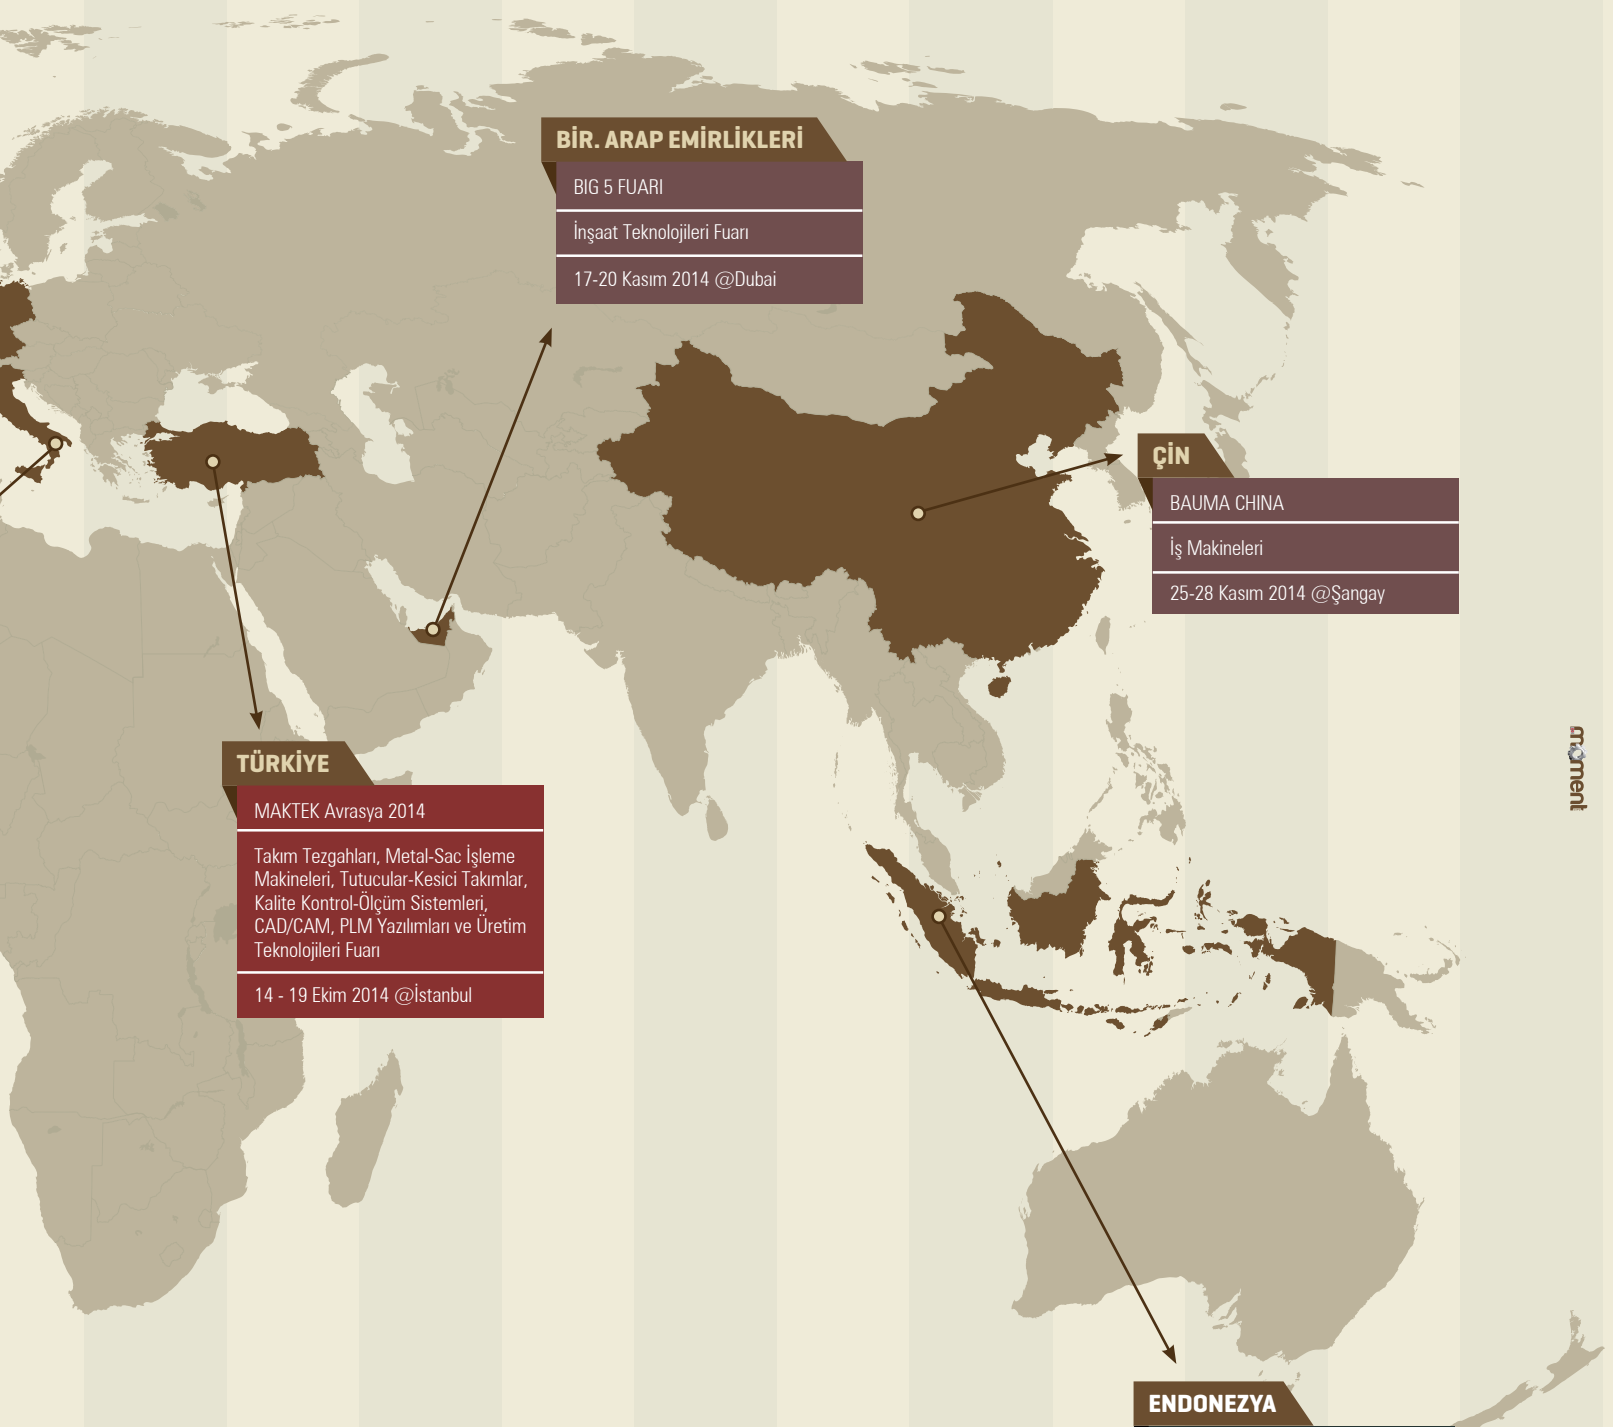 BİR. ARAP EMİRLİKLERİ
BIG 5 FUARI
İnşaat Teknolojileri Fuarı
17-20 Kasım 2014 @Dubai
ÇİN
BAUMA CHINA
İş Makineleri
25-28 Kasım 2014 @Şangay
TÜRKİYE
MAKTEK Avrasya 2014
Takım Tezgahları, Metal-Sac İşleme
Makineleri, Tutucular-Kesici Takımlar,
Kalite Kontrol-Ölçüm Sistemleri,
CAD/CAM, PLM Yazılımları ve Üretim
Teknolojileri Fuarı
14 - 19 Ekim 2014 @İstanbul
moment
ENDONEZYA